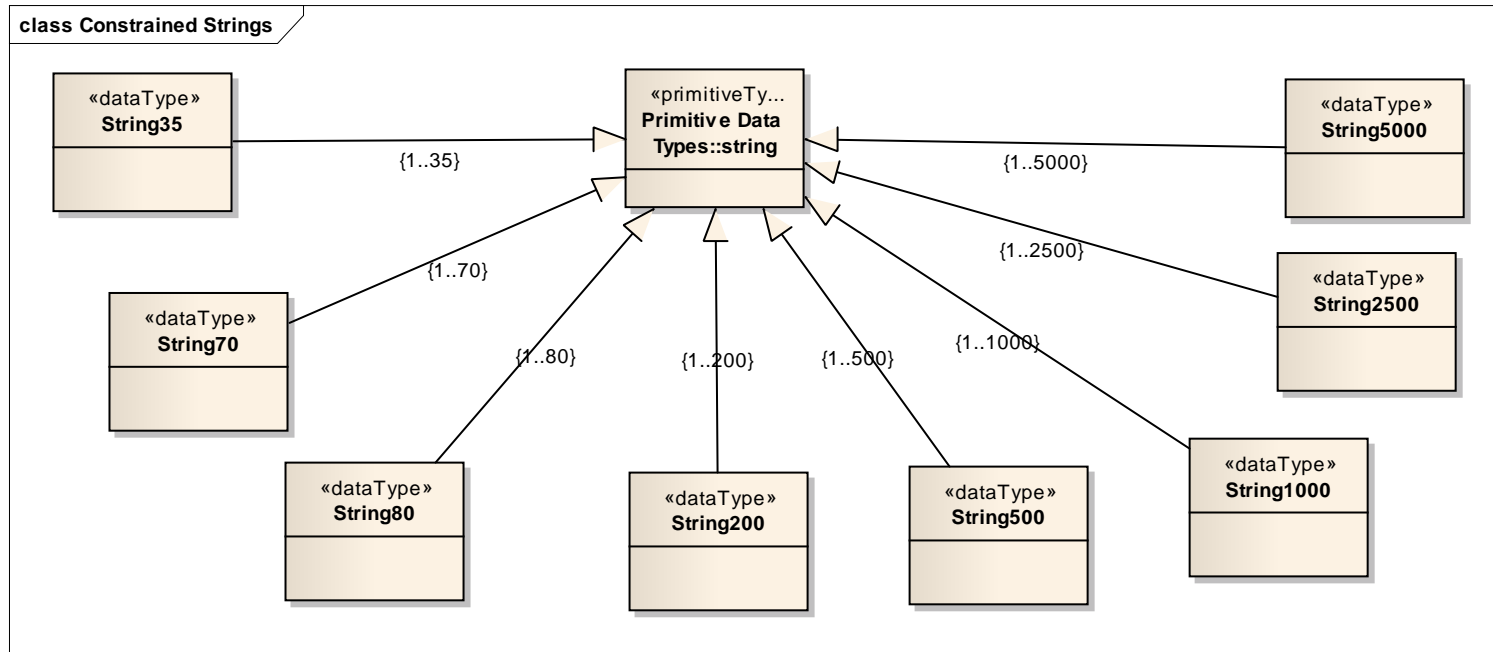 class Constrained Strings
«dataType»
String35
«primitiveTy...
Primitive Data
Types::string
«dataType»
String5000
{1..35}
{1..5000}
{1..70}
{1..2500}
«dataType»
String2500
«dataType»
String70
{1..80}
{1..200}
{1..500}
{1..1000}
«dataType»
String80
«dataType»
String200
«dataType»
String500
«dataType»
String1000